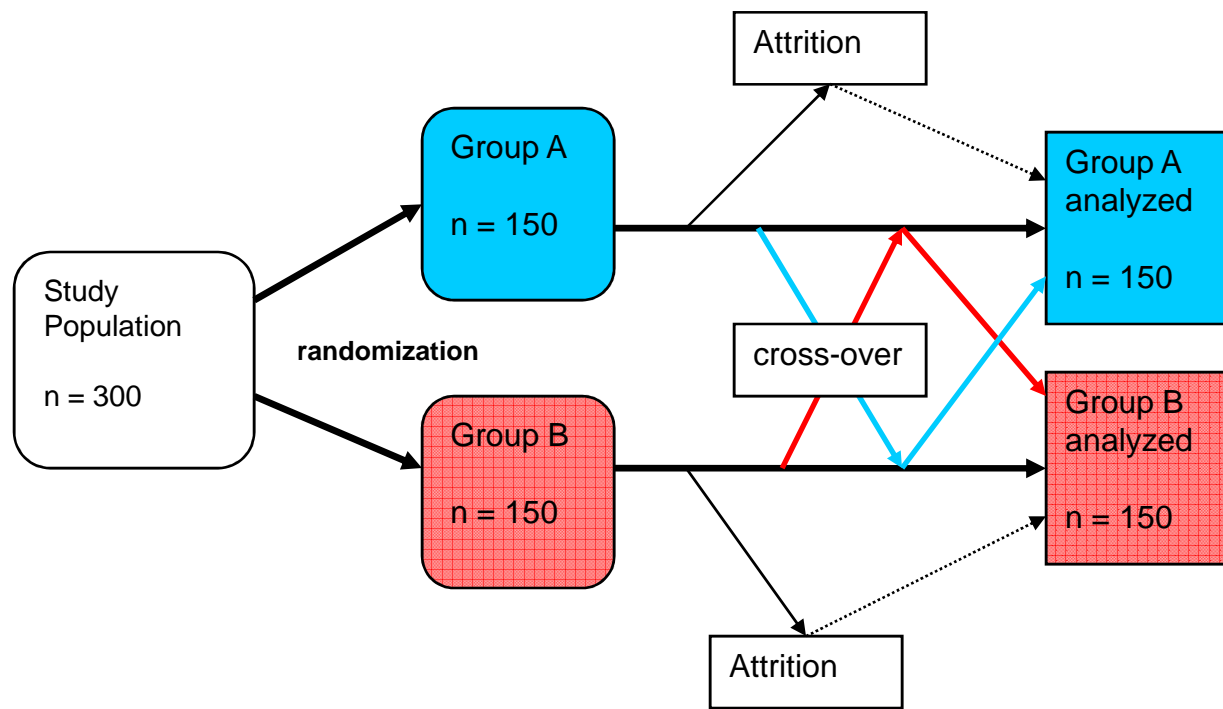 Attrition
Group A
n = 150
Group A
analyzed
n = 150
Study
Population
n = 300
randomization
cross-over
Group B
n = 150
Group B
analyzed
n = 150
Attrition